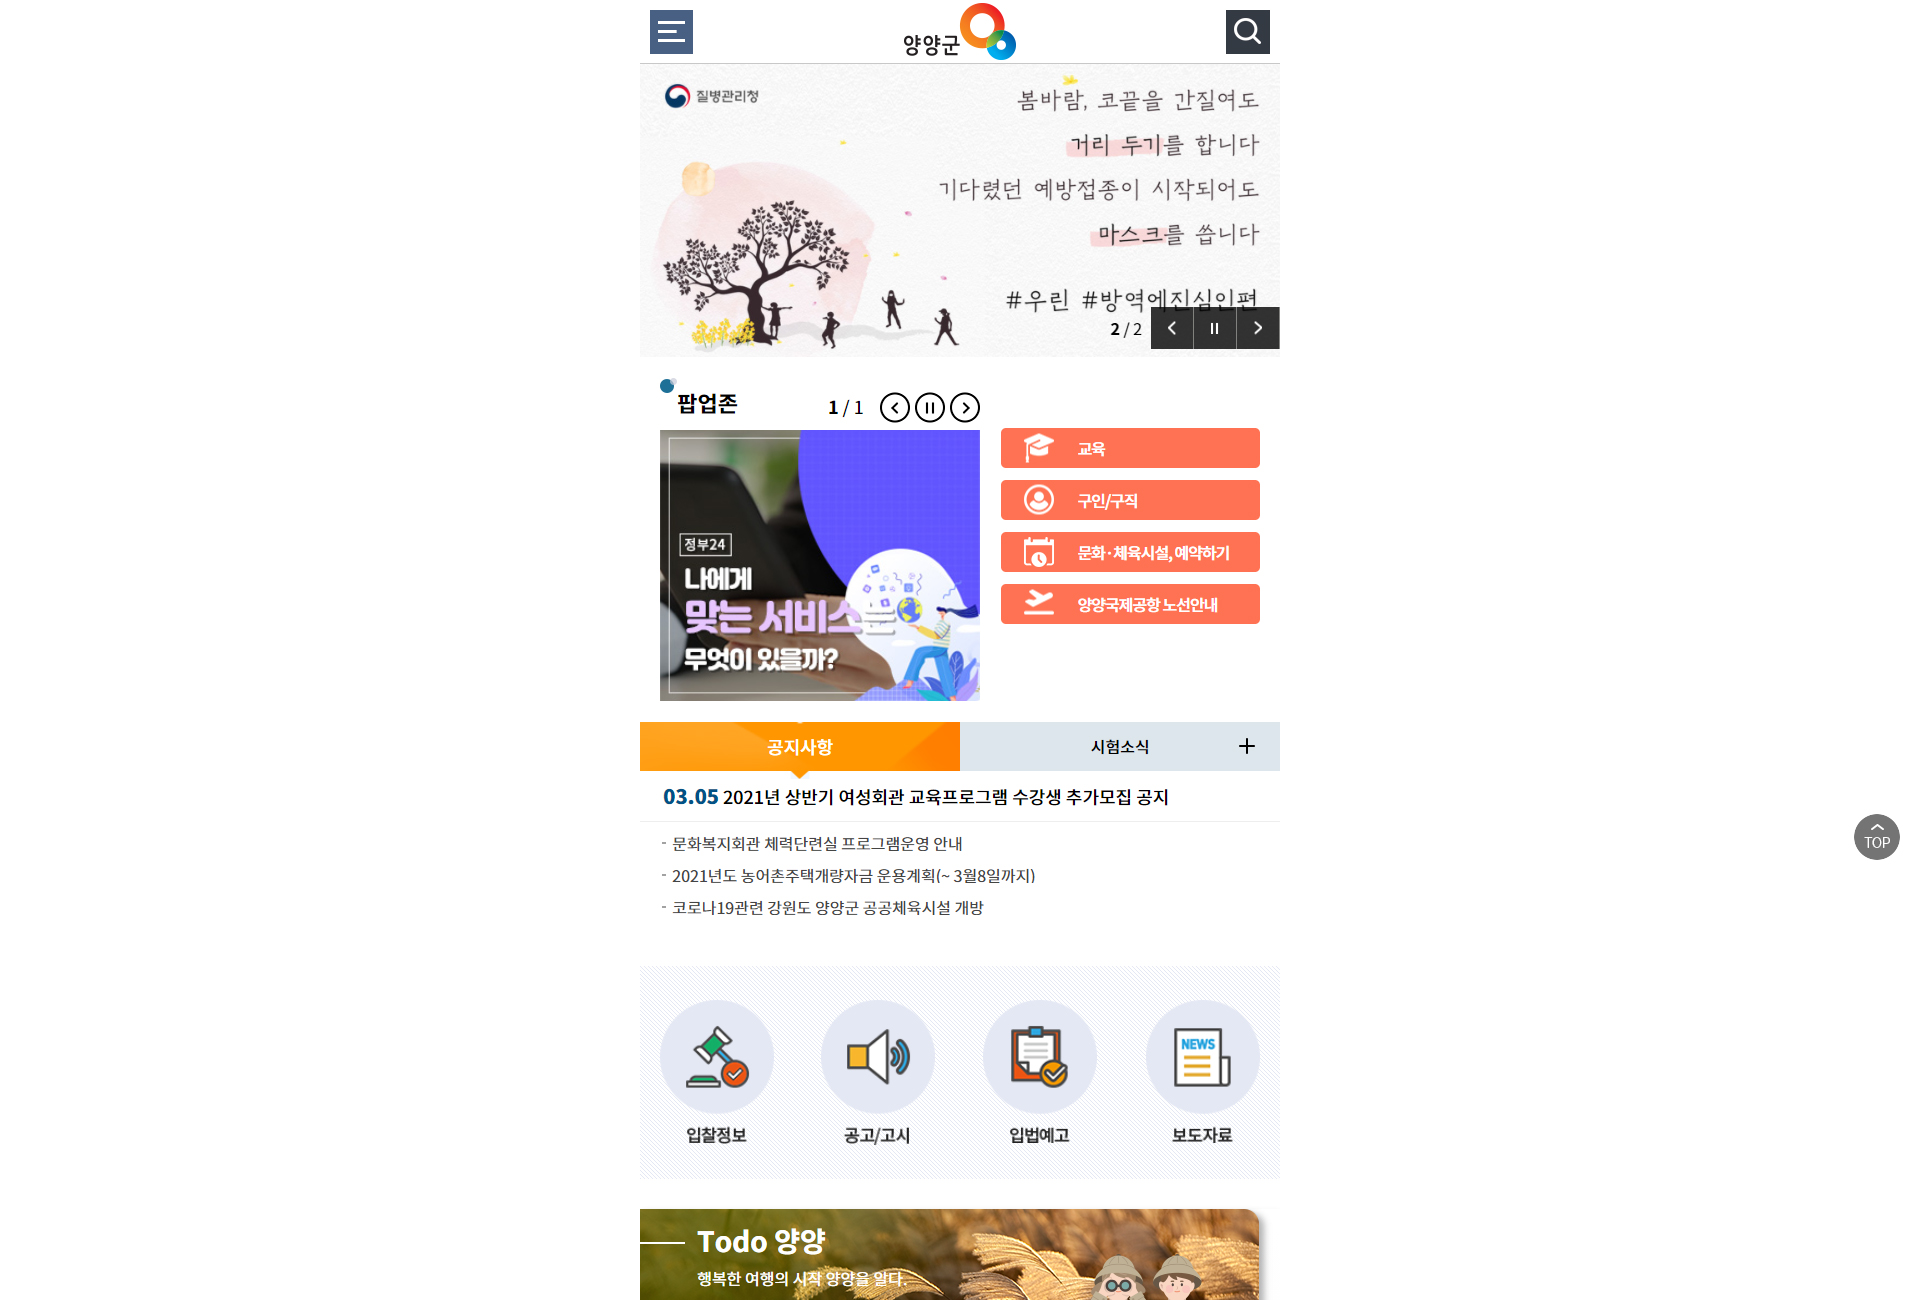 양양군
질병관리청
봄바람, 코끝을 간질여도
거리 두기를 합니다
기다렸던 예방접종이 시작되어도
마스크를 씁니다
#우린 #방역에진심인편
2 / 2
팝업존
1 / 1
정부24
나에게
맞는 서비스는
무엇이 있을까?
교육
구인/구직
문화·체육시설, 예약하기
양양국제공항 노선안내
공지사항
시험소식
03.05 2021년 상반기 여성회관 교육프로그램 수강생 추가모집 공지
- 문화복지회관 체력단련실 프로그램운영 안내
- 2021년도 농어촌주택개량자금 운용계획(~ 3월8일까지)
- 코로나19관련 강원도 양양군 공공체육시설 개방
TOP
NEWS
입찰정보
공고/고시
입법예고
보도자료
Todo 양양
행복한 여행의 시작 양양을 알다.